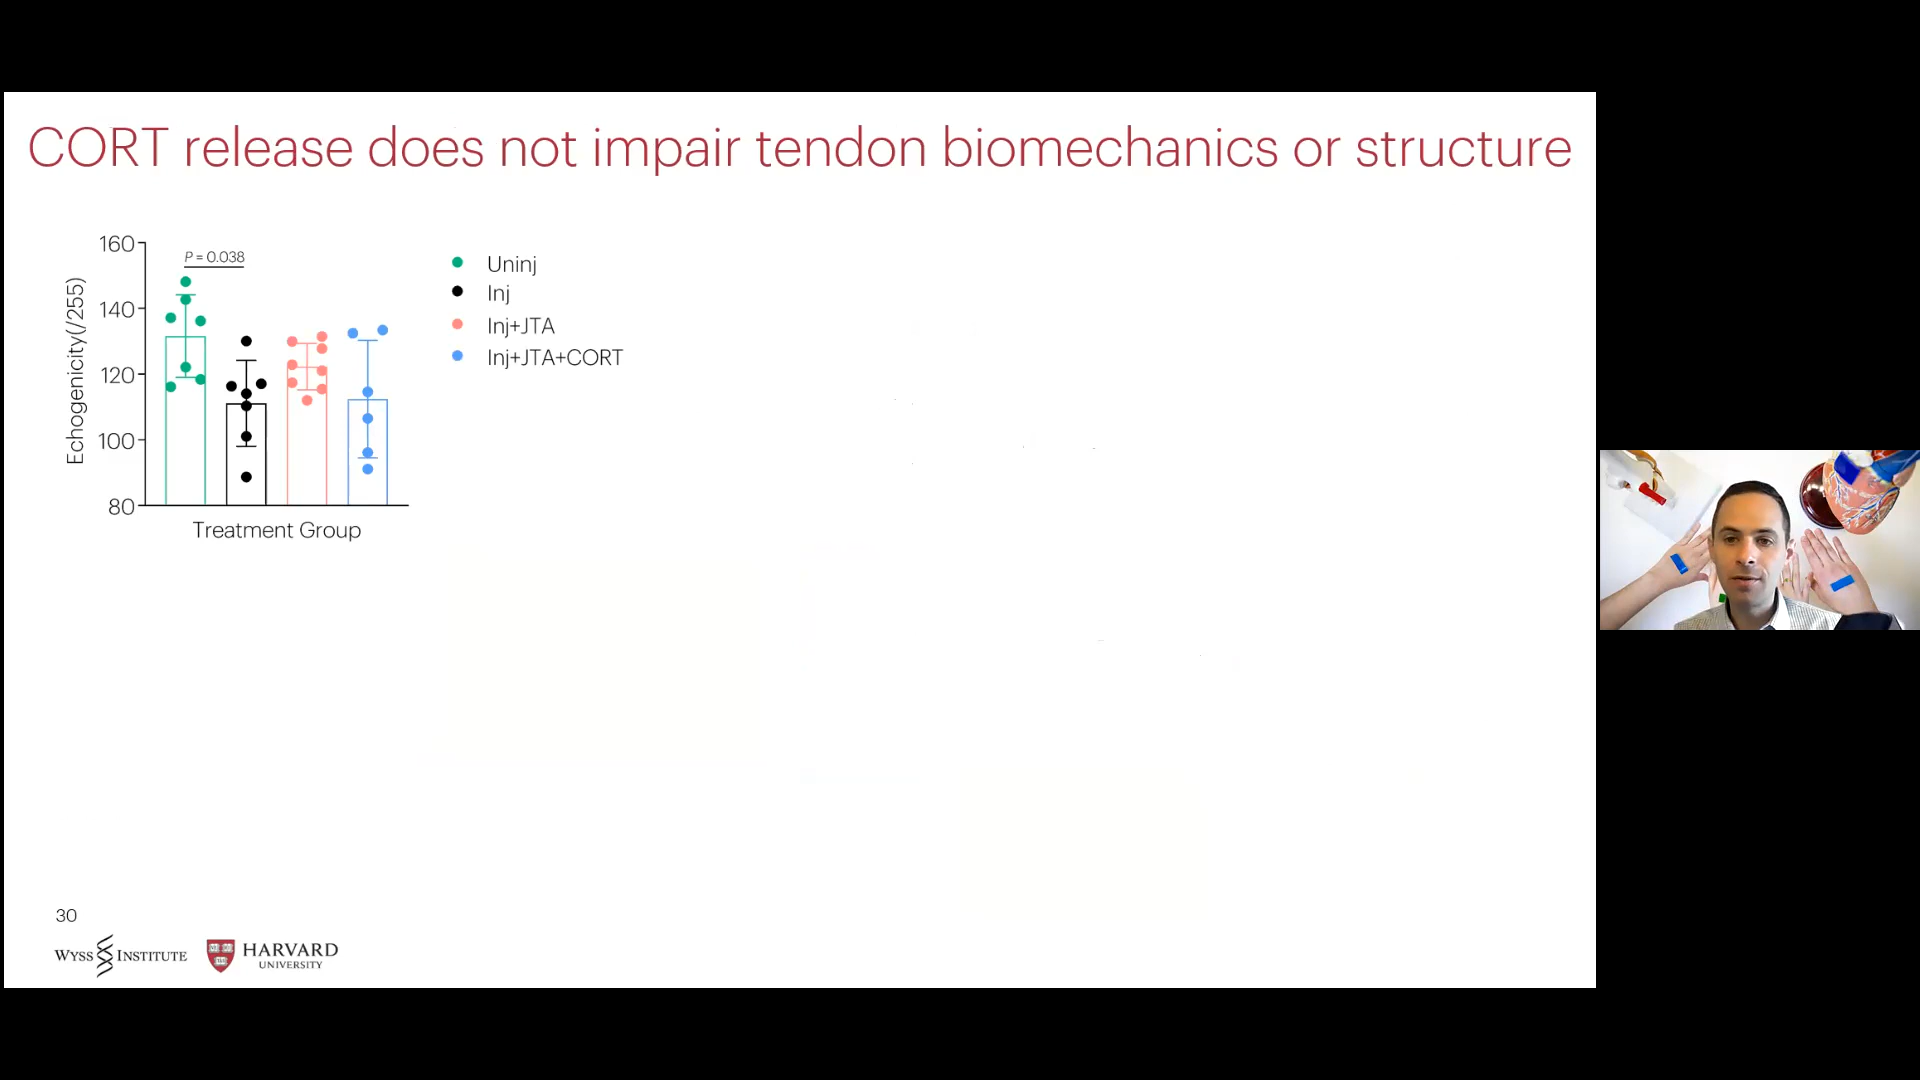 CORT release does not impair tendon biomechanics or structure
160
140
120
100
80
Echogenicity(/255)
P = 0.038
Treatment Group
Uninj
Inj
Inj+JTA
Inj+JTA+CORT
30
WYSS INSTITUTE
HARVARD
UNIVERSITY